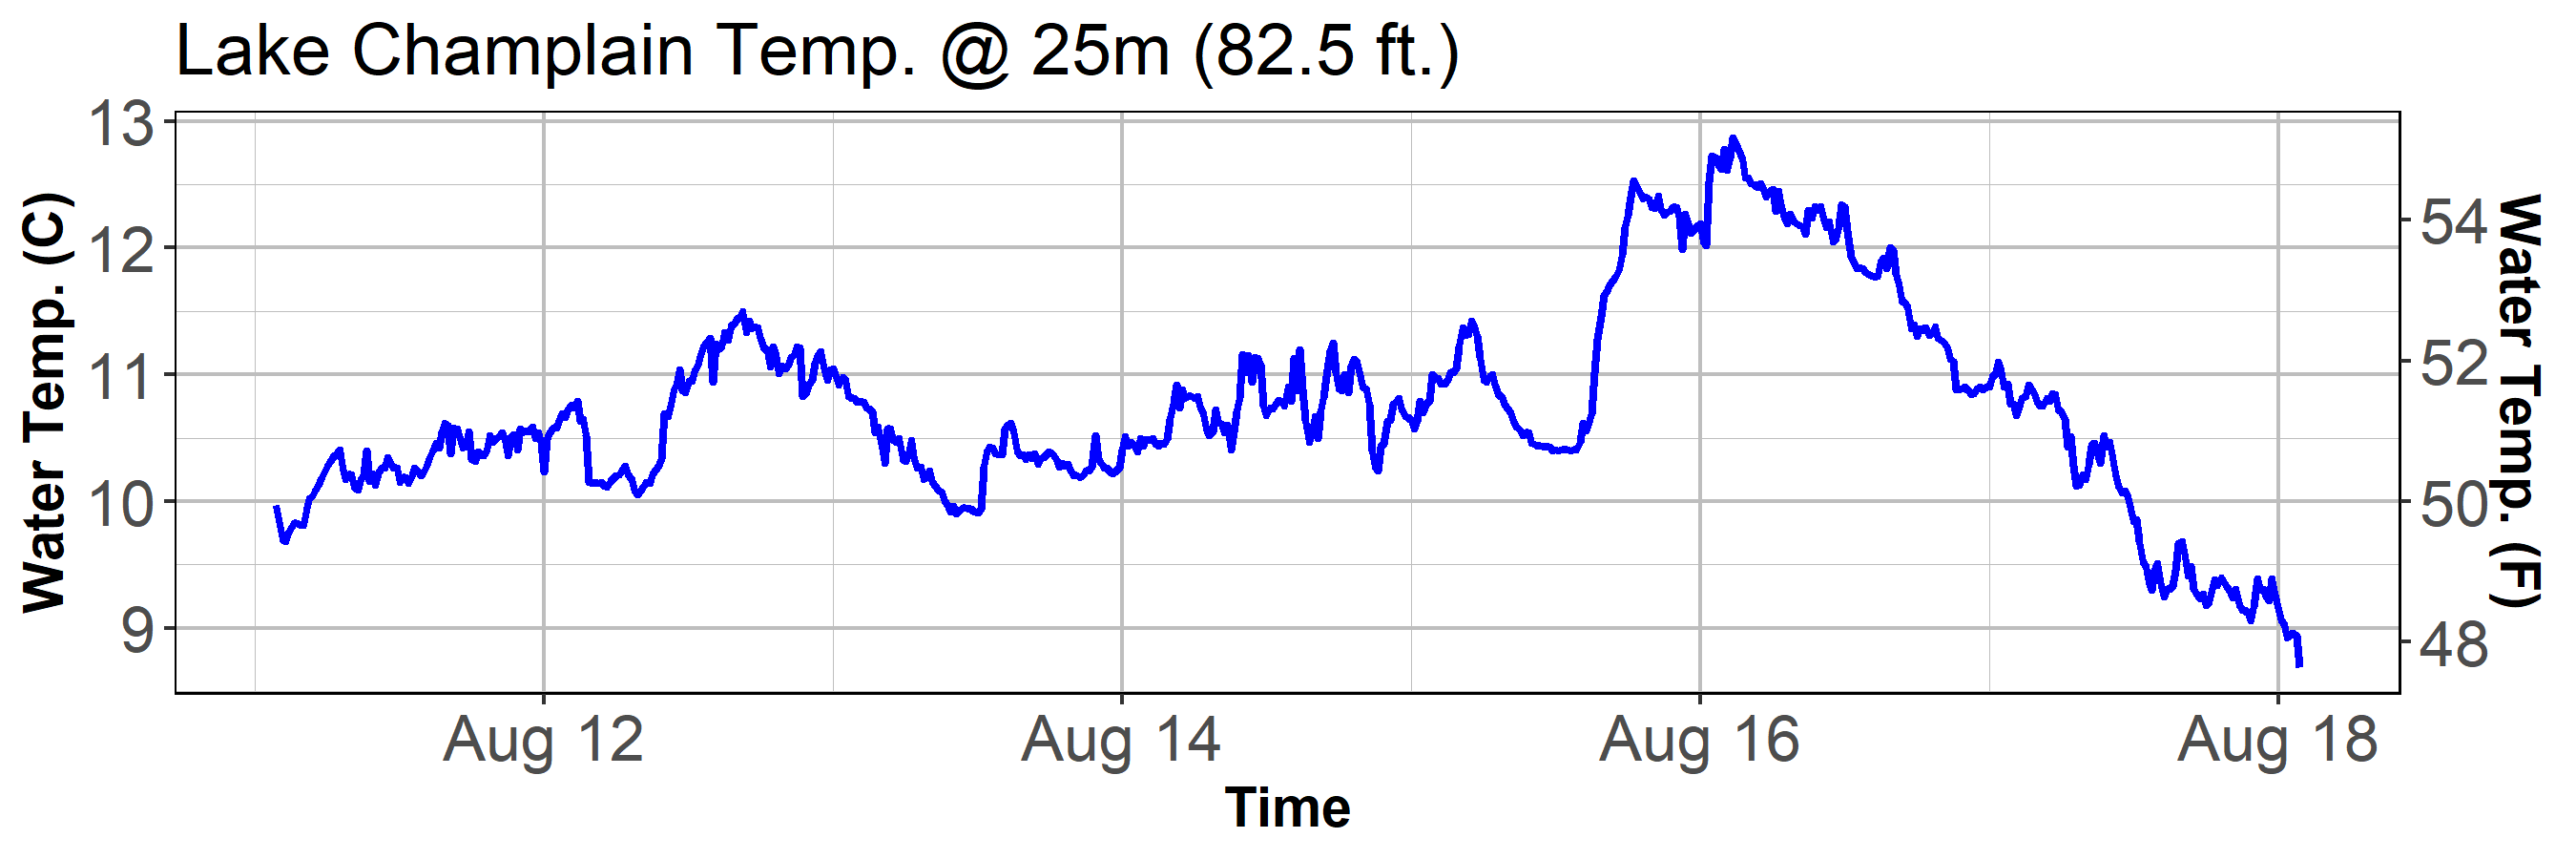 Lake Champlain Temp. @ 25m (82.5 ft.)
Water Temp. (C)
13
12
11
10
9
54
52
50
48
Water Temp. (F)
Aug 12 Aug 14 Aug 16 Aug 18
Time